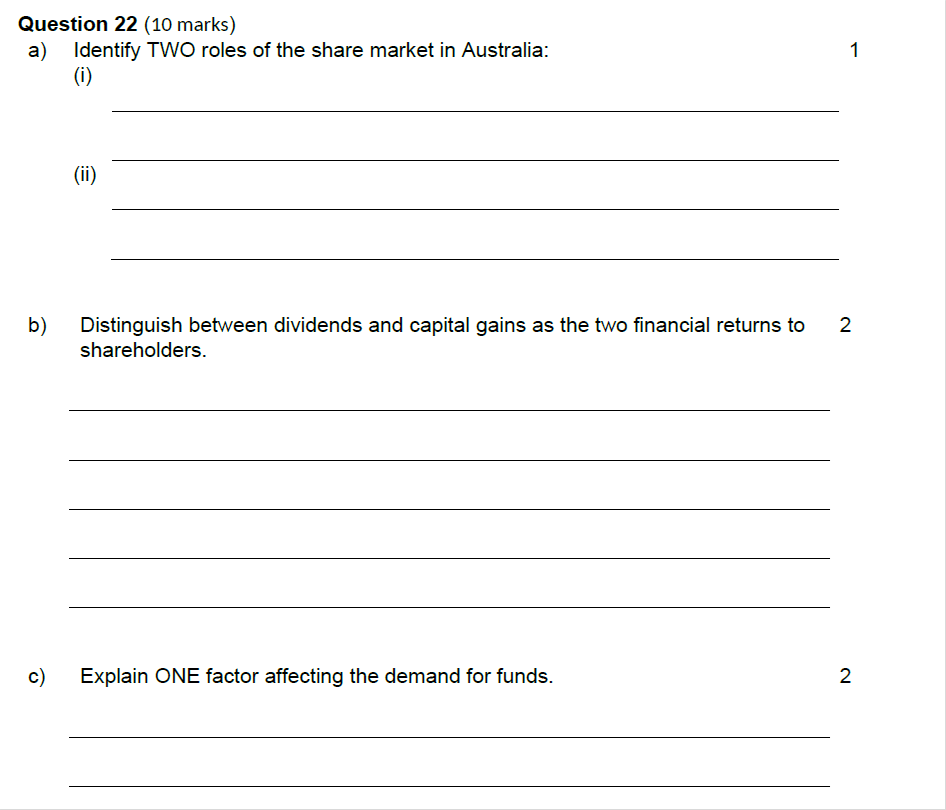 Question 22 (10 marks)
a) Identify TWO roles of the share market in Australia: 1
(i)
(ii)
b) Distinguish between dividends and capital gains as the two financial returns to 2
shareholders.
c) Explain ONE factor affecting the demand for funds. 2